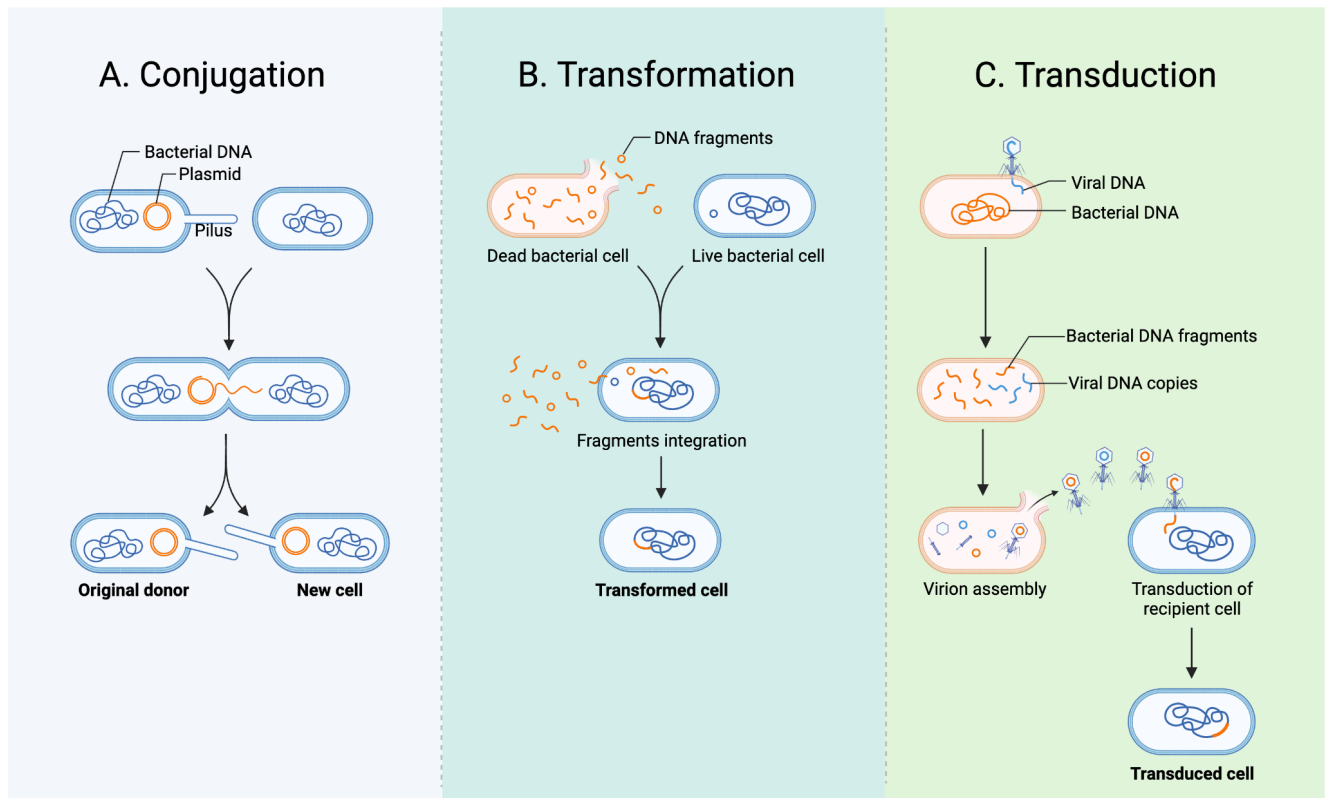 A. Conjugation
Bacterial DNA
Plasmid
Pilus
Original donor
New cell
B. Transformation
DNA fragments
Dead bacterial cell
Live bacterial cell
Fragments integration
Transformed cell
C. Transduction
Viral DNA
Bacterial DNA
Bacterial DNA fragments
Viral DNA copies
Virion assembly
Transduction of
recipient cell
Transduced cell